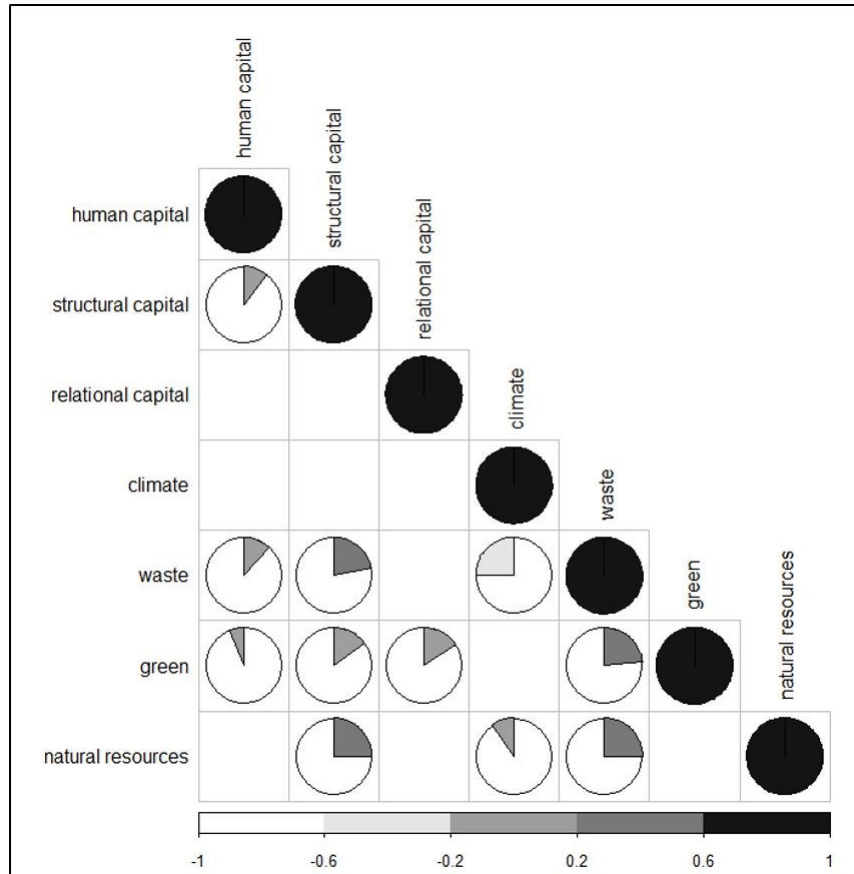 human capital
structural capital
relational capital
climate
waste
green
natural resources
human capital
structural capital
relational capital
climate
waste
green
natural resources
-1
-0.6
-0.2
0.2
0.6
1